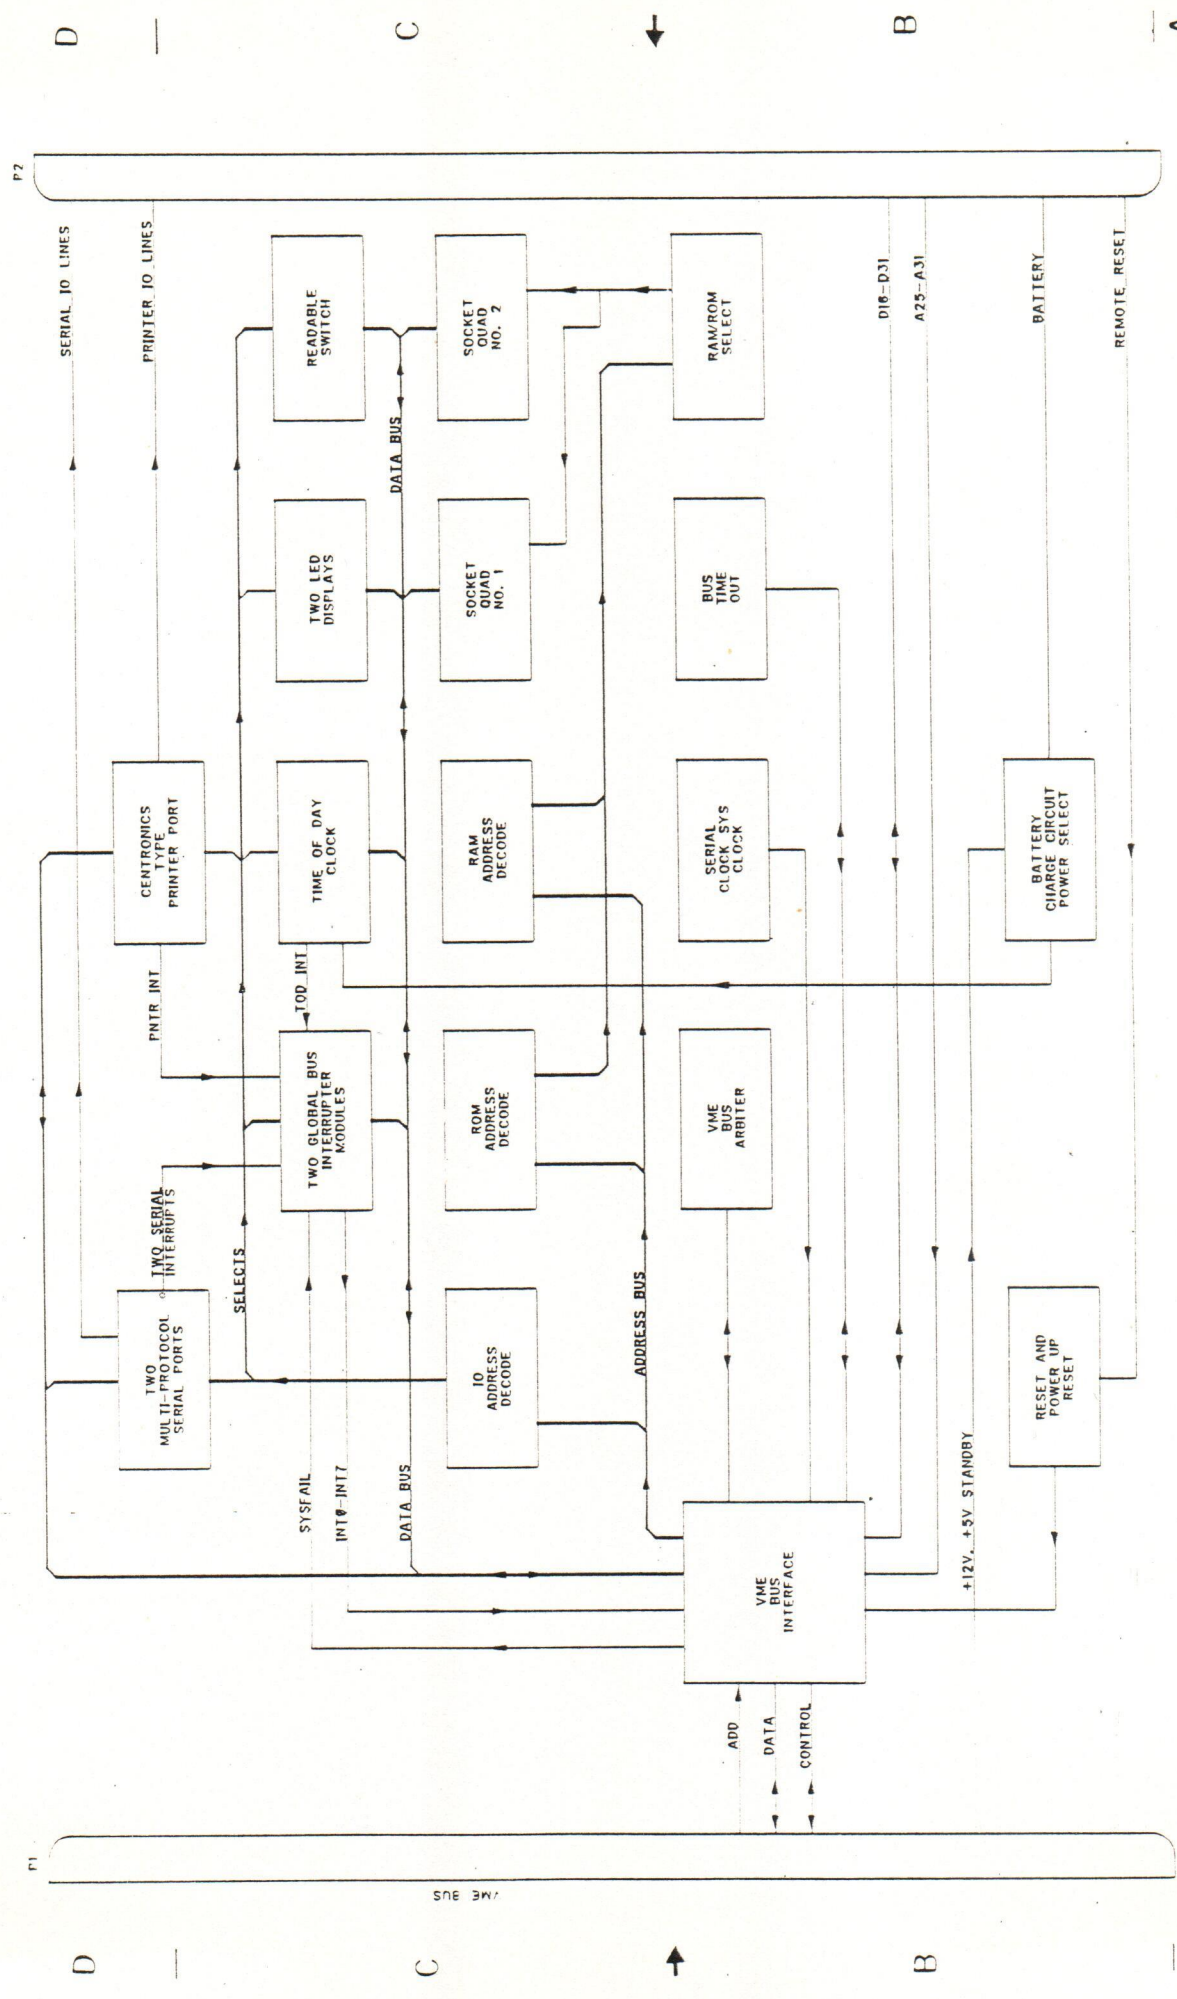 D
C
B
P1
P2
SERIAL IO LINES
PRINTER IO LINES
CENTRONICS
TYPE
PRINTER PORT
PNTR INT
TWO SERIAL
INTERRUPTS
TWO
MULTI-PROTOCOL
SERIAL PORTS
SELECTS
TOD INT
TWO GLOBAL BUS
INTERRUPTER
MODULES
TIME OF DAY
CLOCK
TWO LED
DISPLAYS
READABLE
SWITCH
SYSFAIL
INT0-INT7
DATA BUS
DATA BUS
IO
ADDRESS
DECODE
ROM
ADDRESS
DECODE
RAM
ADDRESS
DECODE
SOCKET
QUAD
NO. 1
SOCKET
QUAD
NO. 2
ADDRESS BUS
VME
BUS
INTERFACE
VME
BUS
ARBITER
SERIAL
CLOCK SYS
CLOCK
BUS
TIME
OUT
RAM/ROM
SELECT
ADD
DATA
CONTROL
D16-D31
A25-A31
+12V, +5V STANDBY
BATTERY
CHARGE CIRCUIT
POWER SELECT
BATTERY
RESET AND
POWER UP
RESET
REMOTE RESET
VME BUS
D
C
B